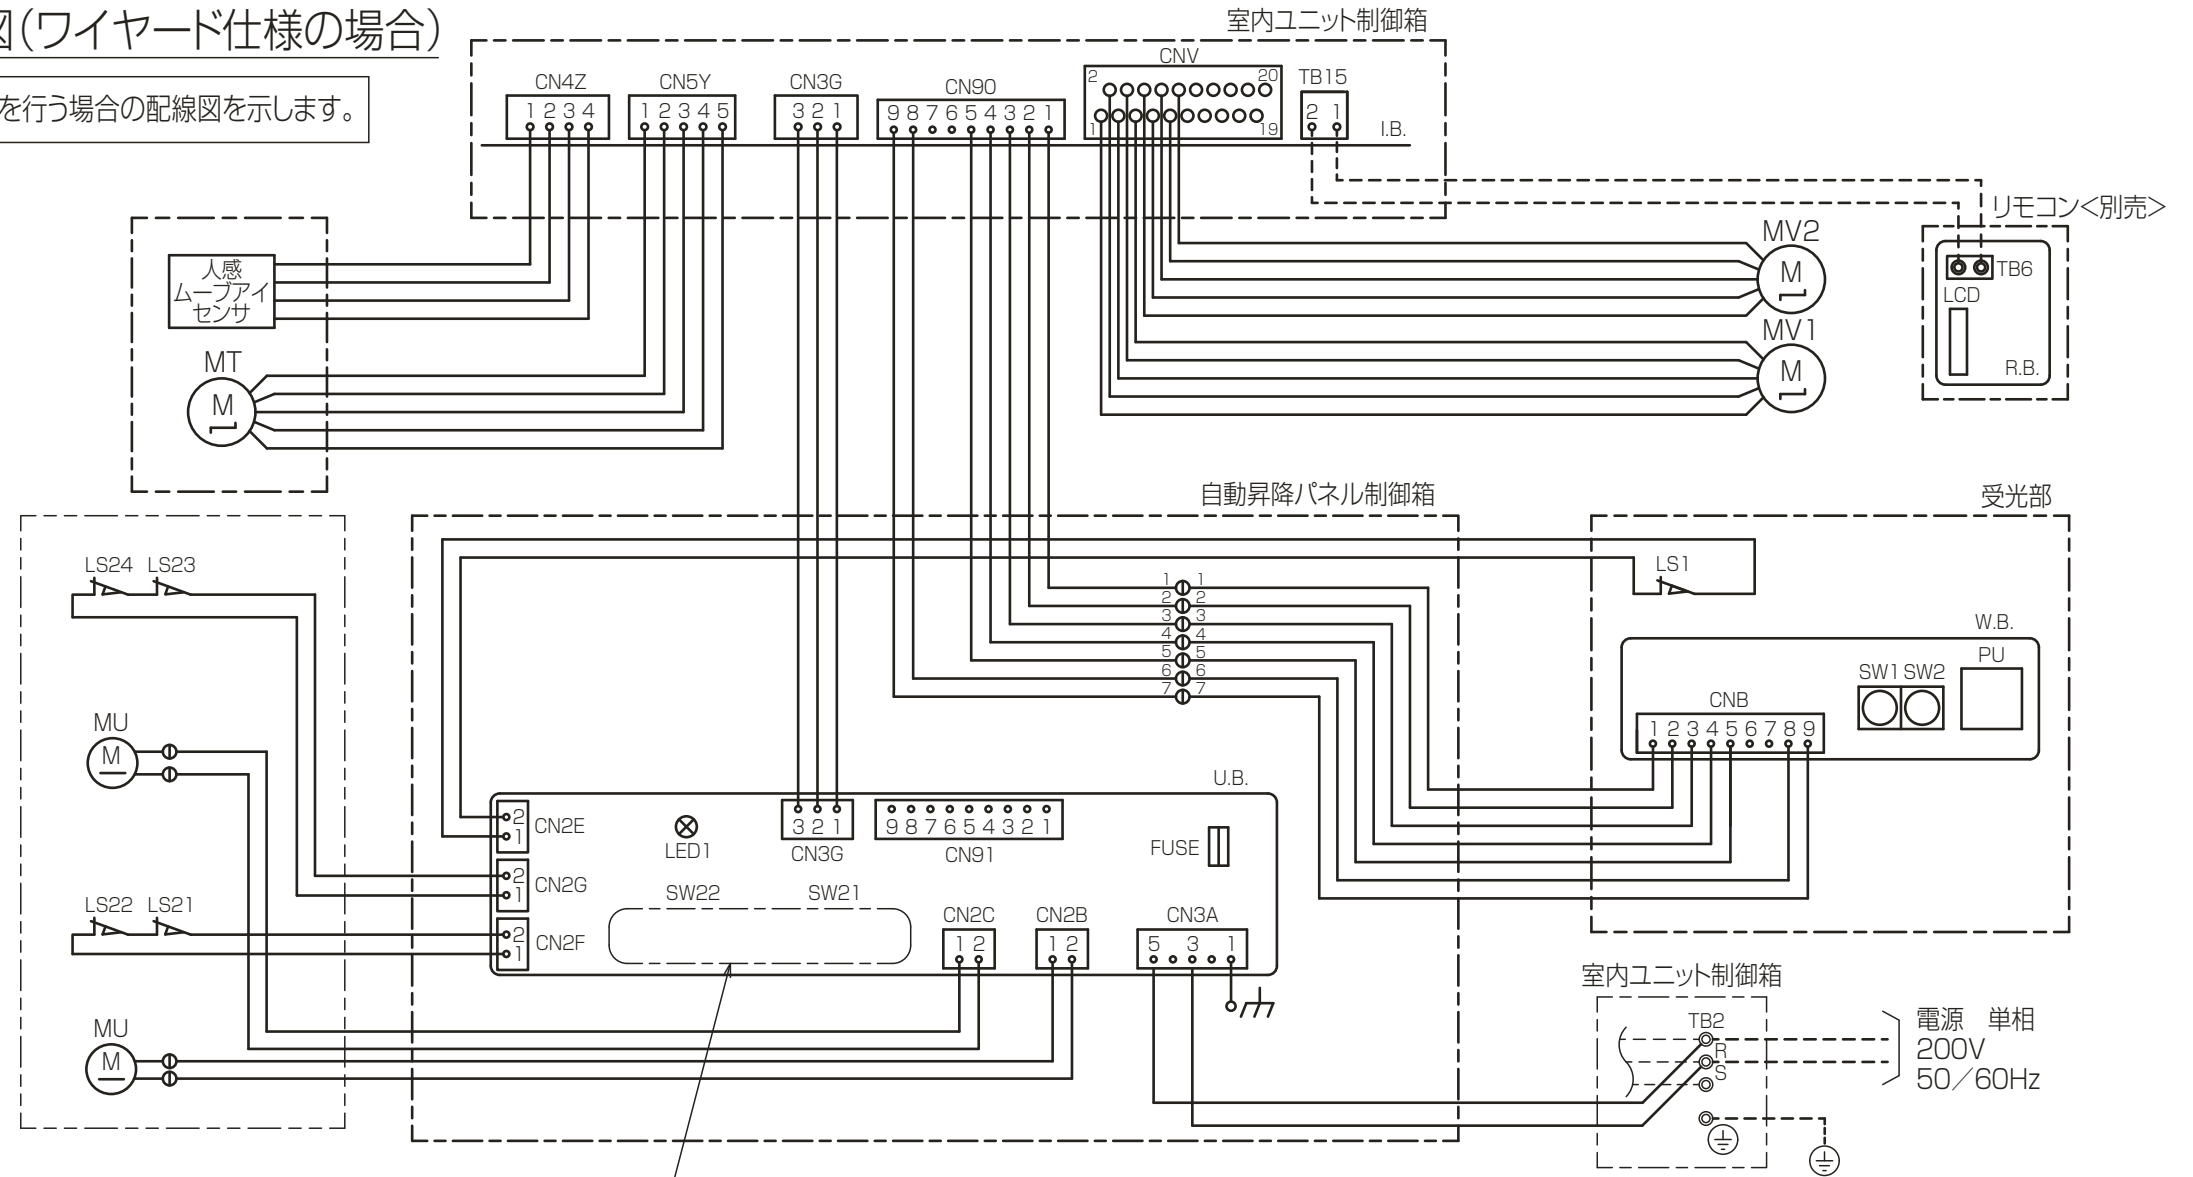 図(ワイヤード仕様の場合)
を行う場合の配線図を示します。
室内ユニット制御箱
CN4Z
1 2 3 4
CN5Y
1 2 3 4 5
CN3G
3 2 1
CN90
9 8 7 6 5 4 3 2 1
CNV
2 20
1 19
TB15
2 1
I.B.
リモコン<別売>
TB6
LCD
R.B.
人感
ムーブアイ
センサ
MT
M
MV2
M
MV1
M
自動昇降パネル制御箱
受光部
LS24 LS23
LS1
1 1
2 2
3 3
4 4
5 5
6 6
7 7
W.B.
PU
SW1 SW2
CNB
1 2 3 4 5 6 7 8 9
MU
M
U.B.
2
1
CN2E
LED1
3 2 1
CN3G
9 8 7 6 5 4 3 2 1
CN91
FUSE
2
1
CN2G
SW22 SW21
LS22 LS21
2
1
CN2F
CN2C
1 2
CN2B
1 2
CN3A
5 3 1
MU
M
室内ユニット制御箱
TB2
R
S
電源 単相
200V
50/60Hz